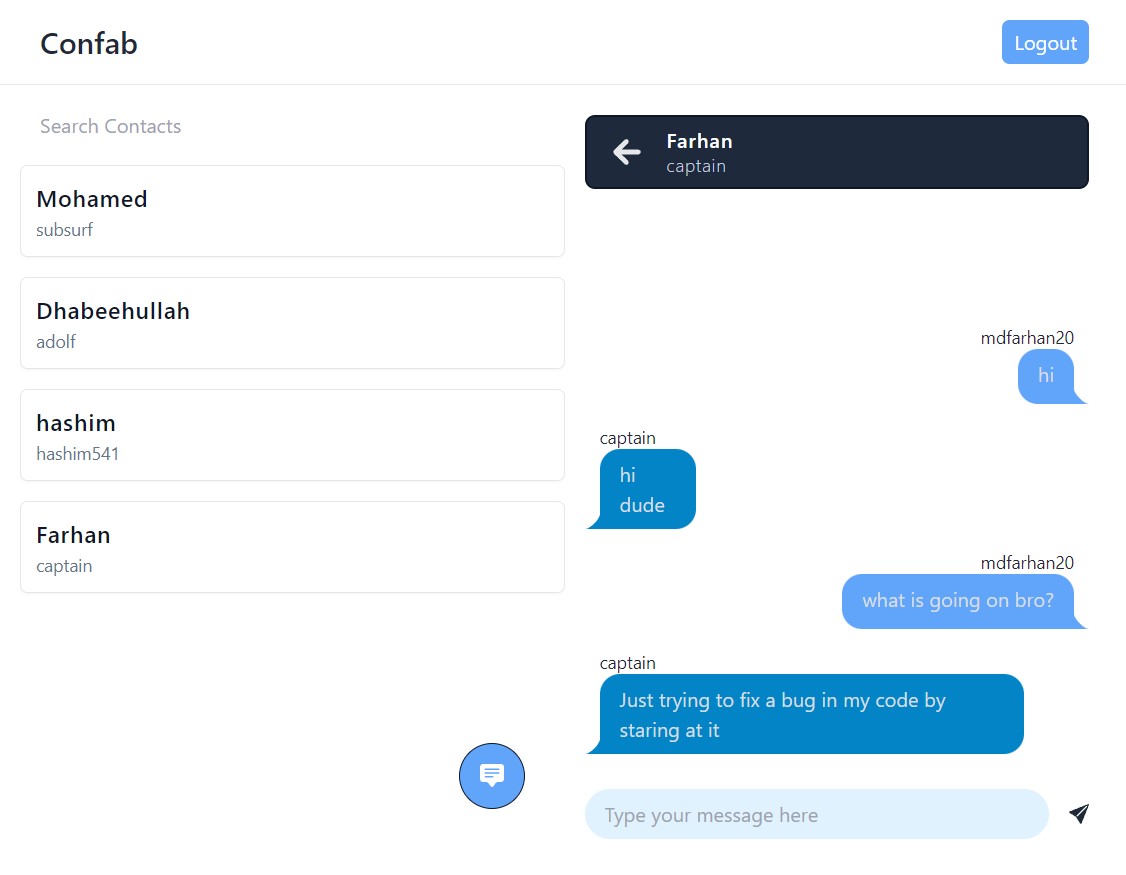 Confab
Logout
Search Contacts
Mohamed
subsurf
Dhabeehullah
adolf
hashim
hashim541
Farhan
captain
Farhan
captain
mdfarhan20
hi
captain
hi
dude
mdfarhan20
what is going on bro?
captain
Just trying to fix a bug in my code by
staring at it
Type your message here